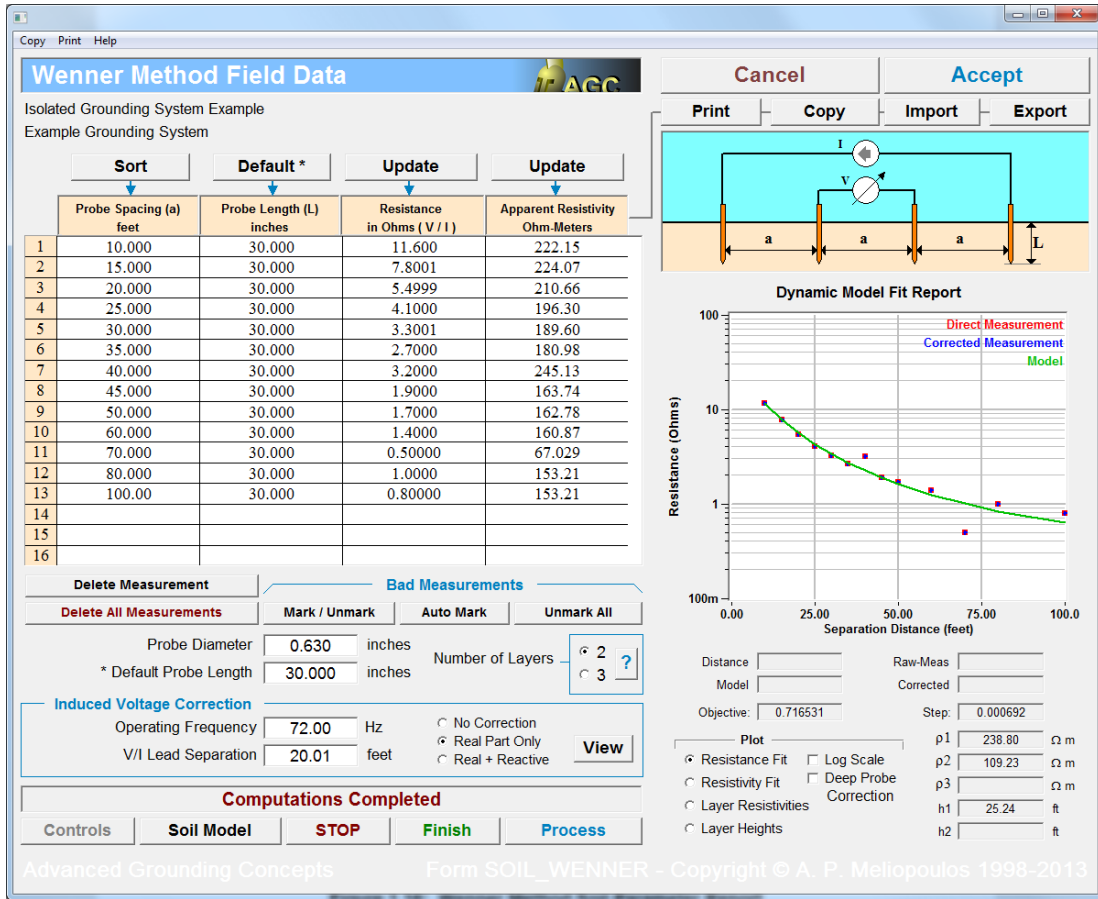 Copy Print Help
Wenner Method Field Data
AGC
Cancel
Accept
Isolated Grounding System Example
Example Grounding System
Print
Copy
Import
Export
Sort
Default *
Update
Update
Probe Spacing (a) feet
Probe Length (L) inches
Resistance in Ohms ( V / I )
Apparent Resistivity Ohm-Meters
1 10.000 30.000 11.600 222.15
2 15.000 30.000 7.8001 224.07
3 20.000 30.000 5.4999 210.66
4 25.000 30.000 4.1000 196.30
5 30.000 30.000 3.3001 189.60
6 35.000 30.000 2.7000 180.98
7 40.000 30.000 3.2000 245.13
8 45.000 30.000 1.9000 163.74
9 50.000 30.000 1.7000 162.78
10 60.000 30.000 1.4000 160.87
11 70.000 30.000 0.50000 67.029
12 80.000 30.000 1.0000 153.21
13 100.00 30.000 0.80000 153.21
14
15
16
I
V
a
a
a
L
Dynamic Model Fit Report
Direct Measurement
Corrected Measurement
Model
Resistance (Ohms)
100
10
1
100m
0.00 25.00 50.00 75.00 100.0
Separation Distance (feet)
Delete Measurement
Bad Measurements
Delete All Measurements
Mark / Unmark
Auto Mark
Unmark All
Probe Diameter 0.630 inches
* Default Probe Length 30.000 inches
Number of Layers
2
3
?
Induced Voltage Correction
Operating Frequency 72.00 Hz
V/I Lead Separation 20.01 feet
No Correction
Real Part Only
Real + Reactive
View
Computations Completed
Controls
Soil Model
STOP
Finish
Process
Distance
Raw-Meas
Model
Corrected
Objective: 0.716531
Step: 0.000692
Plot
Resistance Fit
Resistivity Fit
Layer Resistivities
Layer Heights
Log Scale
Deep Probe Correction
ρ1 238.80 Ω m
ρ2 109.23 Ω m
ρ3 Ω m
h1 25.24 ft
h2 ft
Advanced Grounding Concepts
Form SOIL_WENNER - Copyright © A. P. Meliopoulos 1998-2013